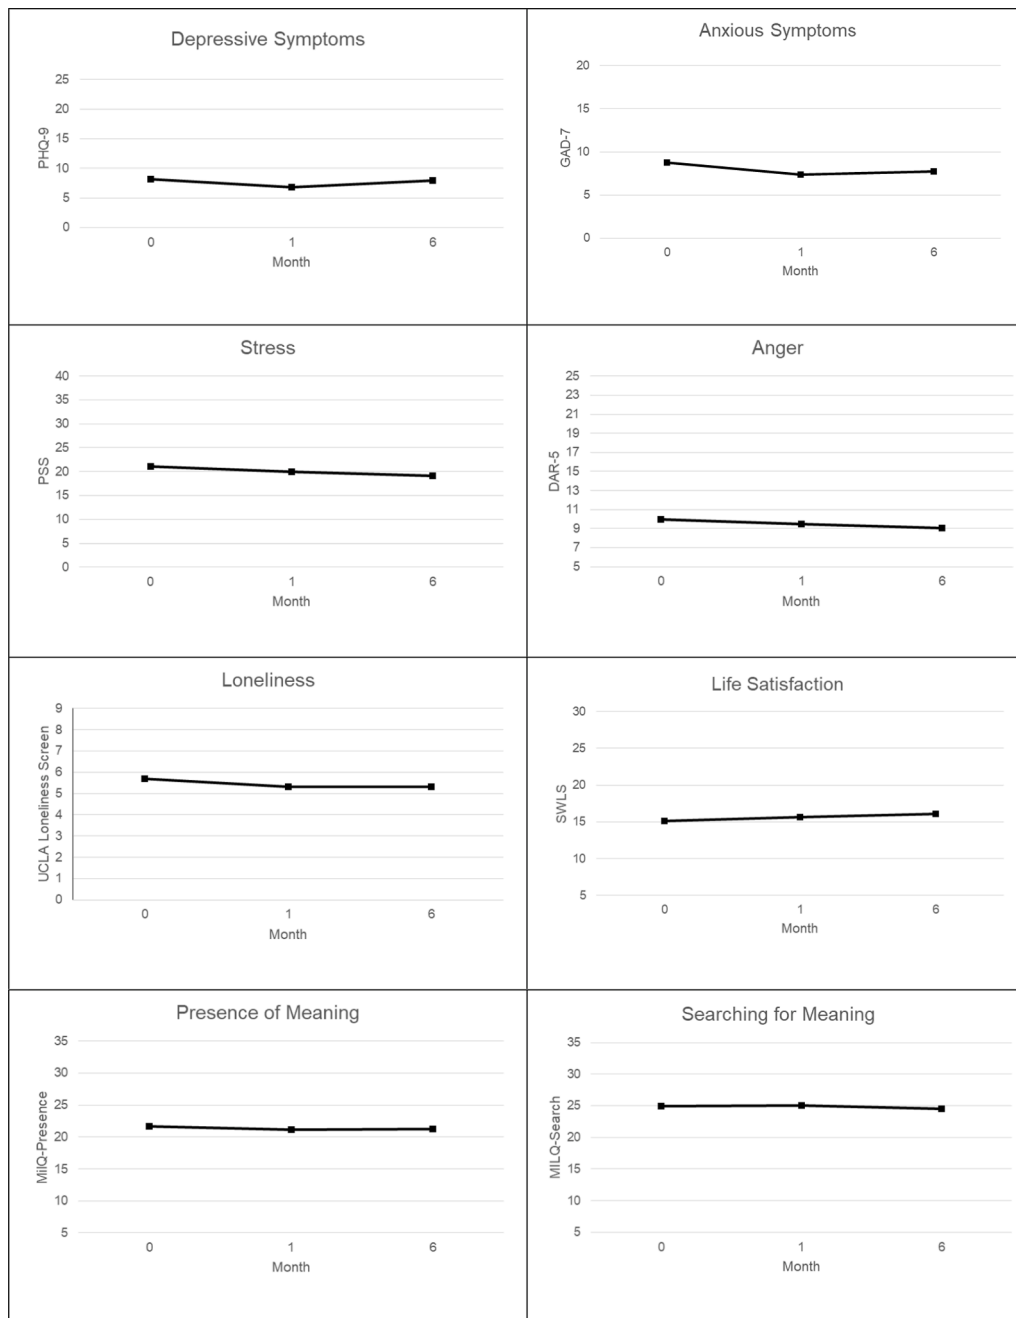 Depressive Symptoms
PHQ-9
25
20
15
10
5
0
0 1 6
Month
Anxious Symptoms
GAD-7
20
15
10
5
0
0 1 6
Month
Stress
PSS
40
35
30
25
20
15
10
5
0
0 1 6
Month
Anger
DAR-5
25
23
21
19
17
15
13
11
9
7
5
0 1 6
Month
Loneliness
UCLA Loneliness Screen
9
8
7
6
5
4
3
2
1
0
0 1 6
Month
Life Satisfaction
SWLS
30
25
20
15
10
5
0 1 6
Month
Presence of Meaning
MilQ-Presence
35
30
25
20
15
10
5
0 1 6
Month
Searching for Meaning
MILQ-Search
35
30
25
20
15
10
5
0 1 6
Month